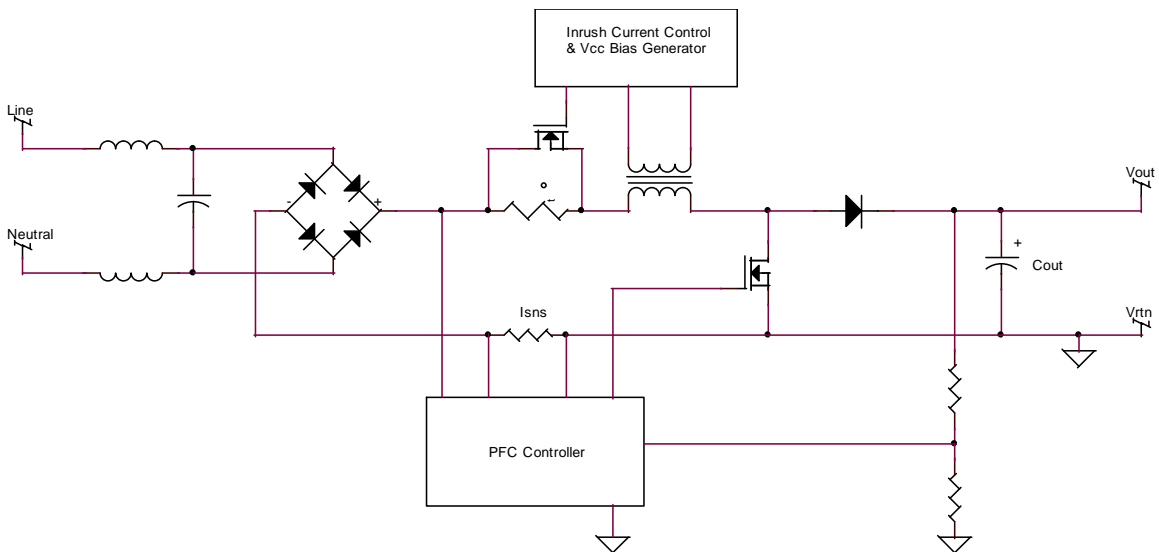 Inrush Current Control
& Vcc Bias Generator
Line
Neutral
-
+
t
o
Vout
+
Cout
Isns
Vrtn
PFC Controller